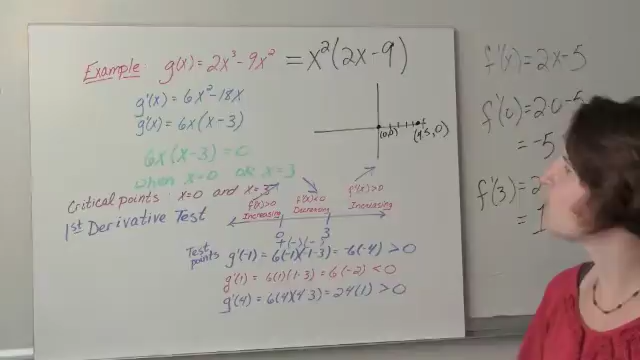 Example: g(x) = 2x³ - 9x² = x²(2x - 9)
g'(x) = 6x² - 18x
g'(x) = 6x(x - 3)
6x(x - 3) = 0
when x = 0 or x = 3
Critical points: x = 0 and x = 3
1st Derivative Test
f'(x) > 0 Increasing
f'(x) < 0 Decreasing
f'(x) > 0 Increasing
0 3
(0,0) (4.5, 0)
Test points
g'(-1) = 6(-1)(-1-3) = -6(-4) > 0
g'(1) = 6(1)(1-3) = 6(-2) < 0
g'(4) = 6(4)(4-3) = 24(1) > 0
f'(x) = 2x - 5
f'(0) = 2·0 - 5
= -5
f'(3) = 2
= 1